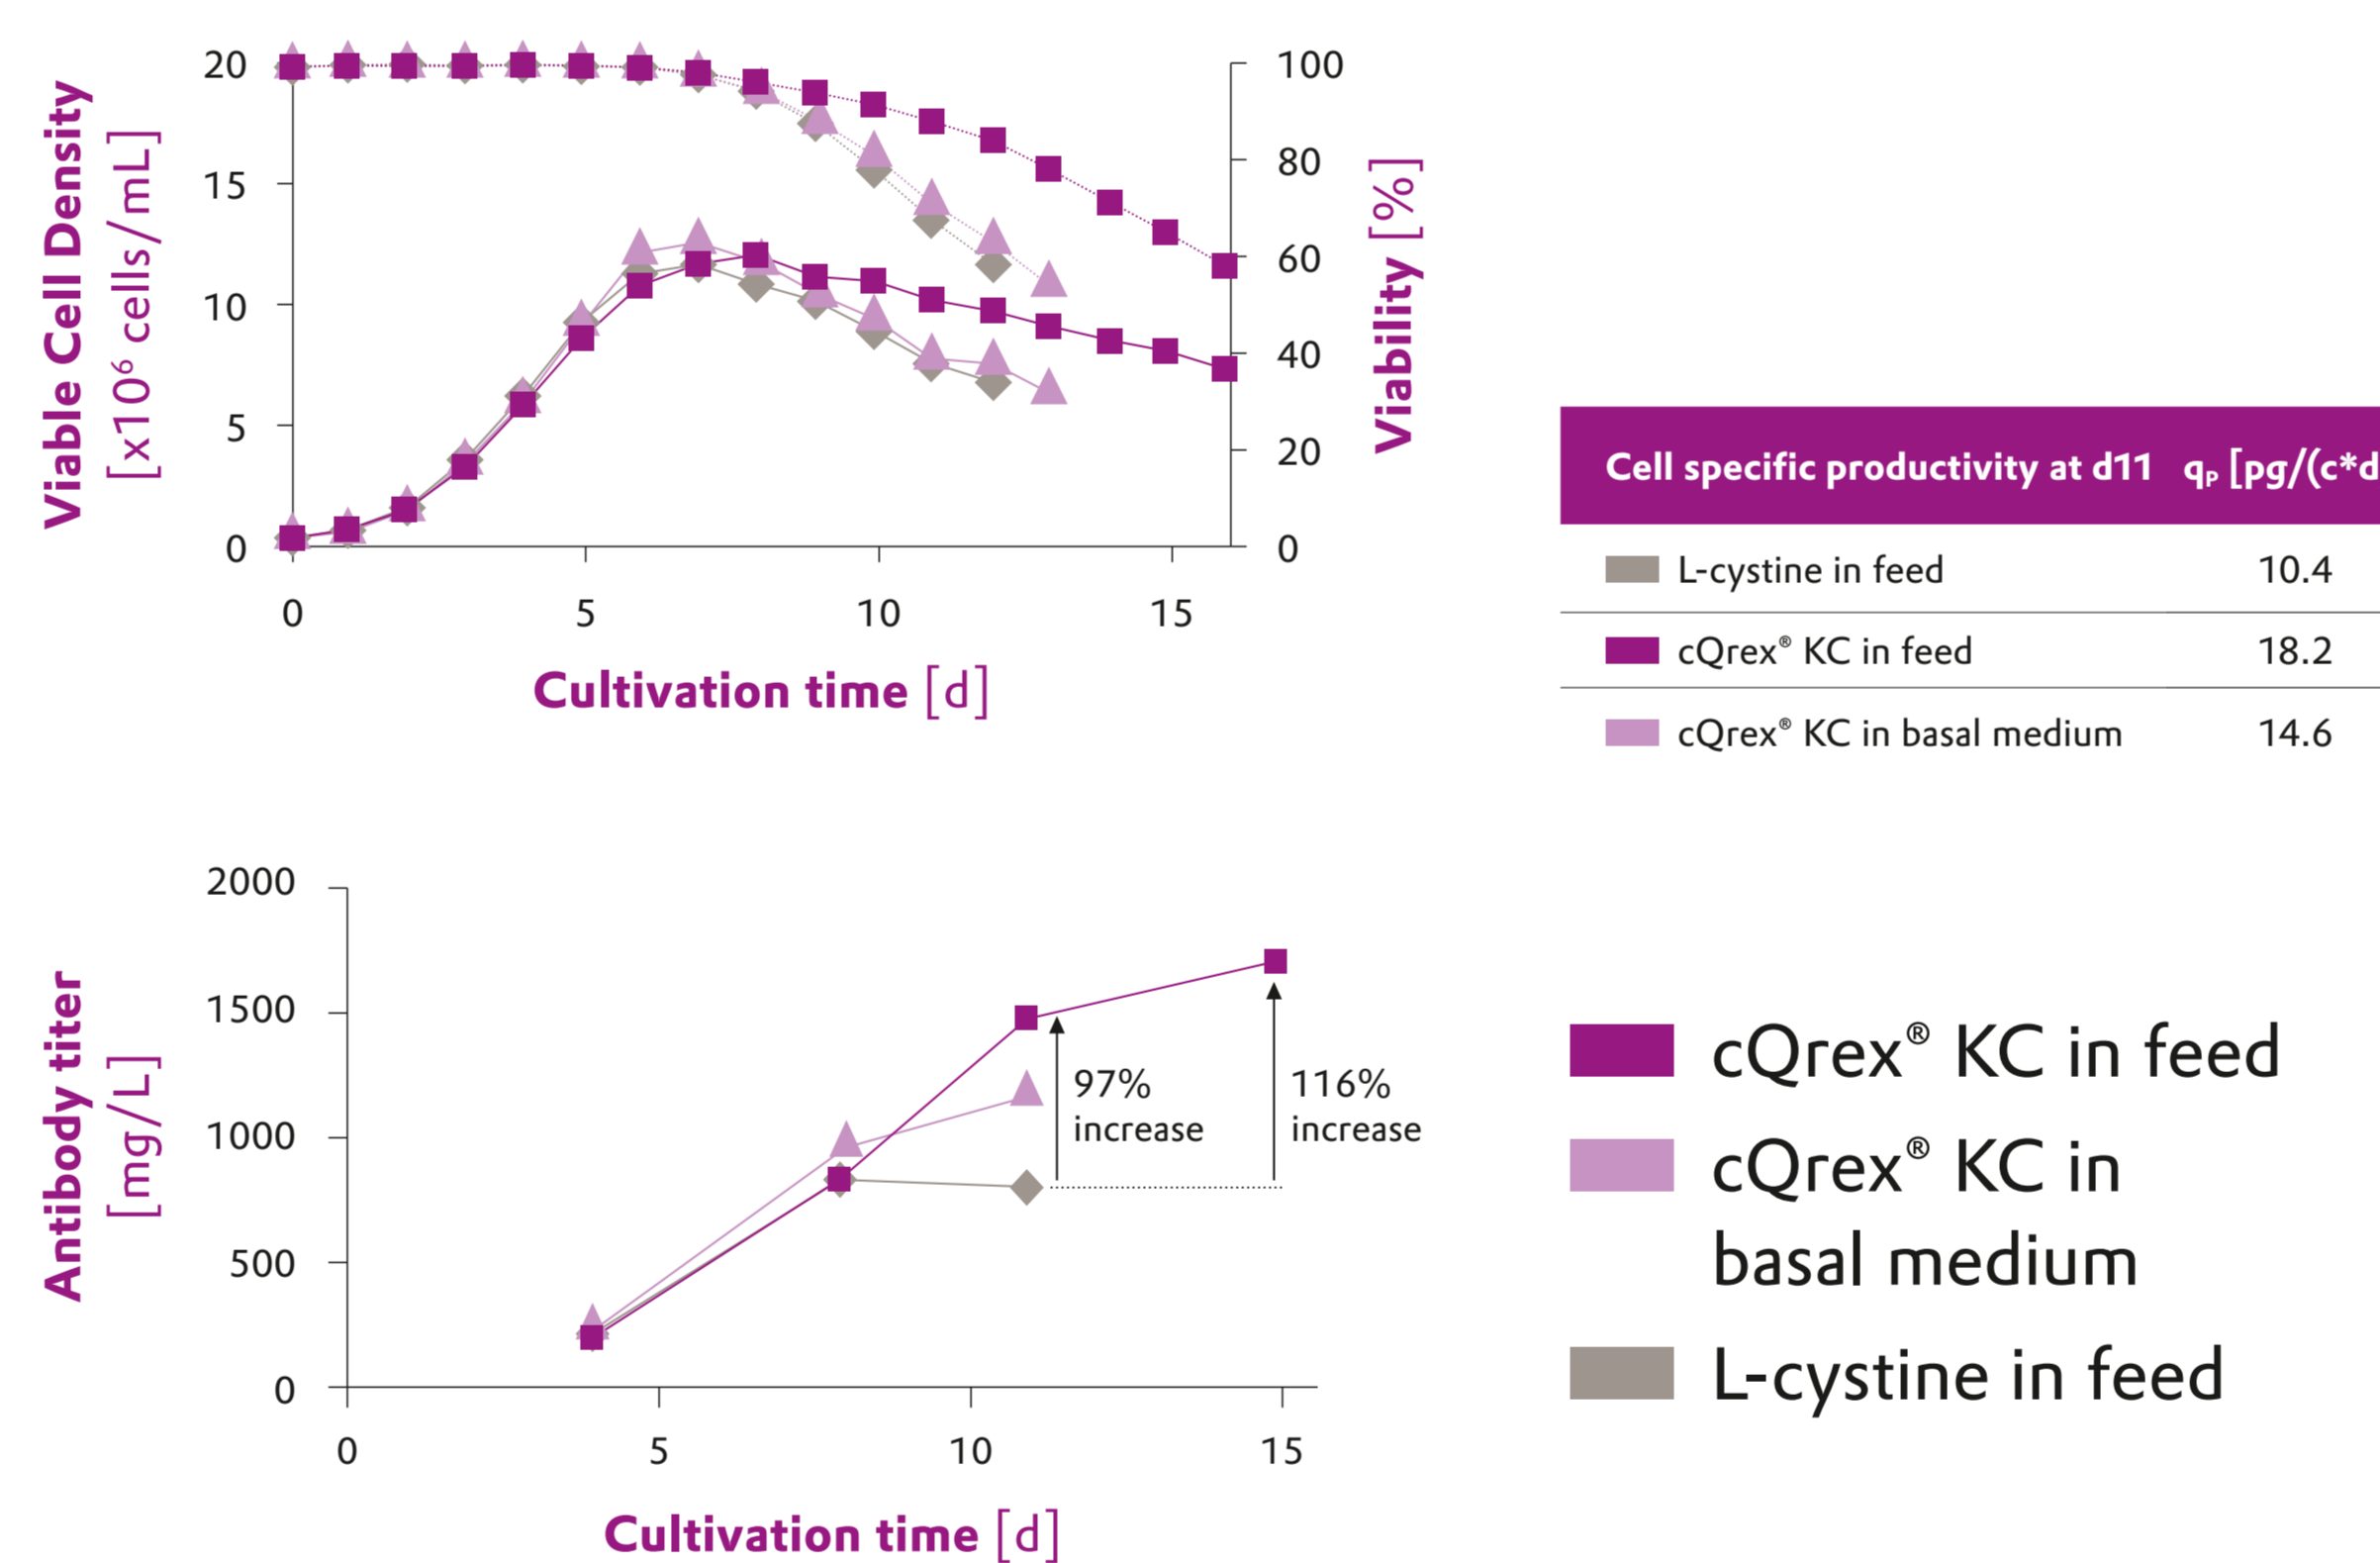 20
15
10
5
0
Viable Cell Density
[x10⁶ cells/mL]
100
80
60
40
20
0
Viability [%]
0 5 10 15
Cultivation time [d]
Cell specific productivity at d11 qP [pg/(c*d
L-cystine in feed 10.4
cQrex® KC in feed 18.2
cQrex® KC in basal medium 14.6
2000
1500
1000
500
0
Antibody titer
[mg/L]
97%
increase
116%
increase
0 5 10 15
Cultivation time [d]
cQrex® KC in feed
cQrex® KC in
basal medium
L-cystine in feed